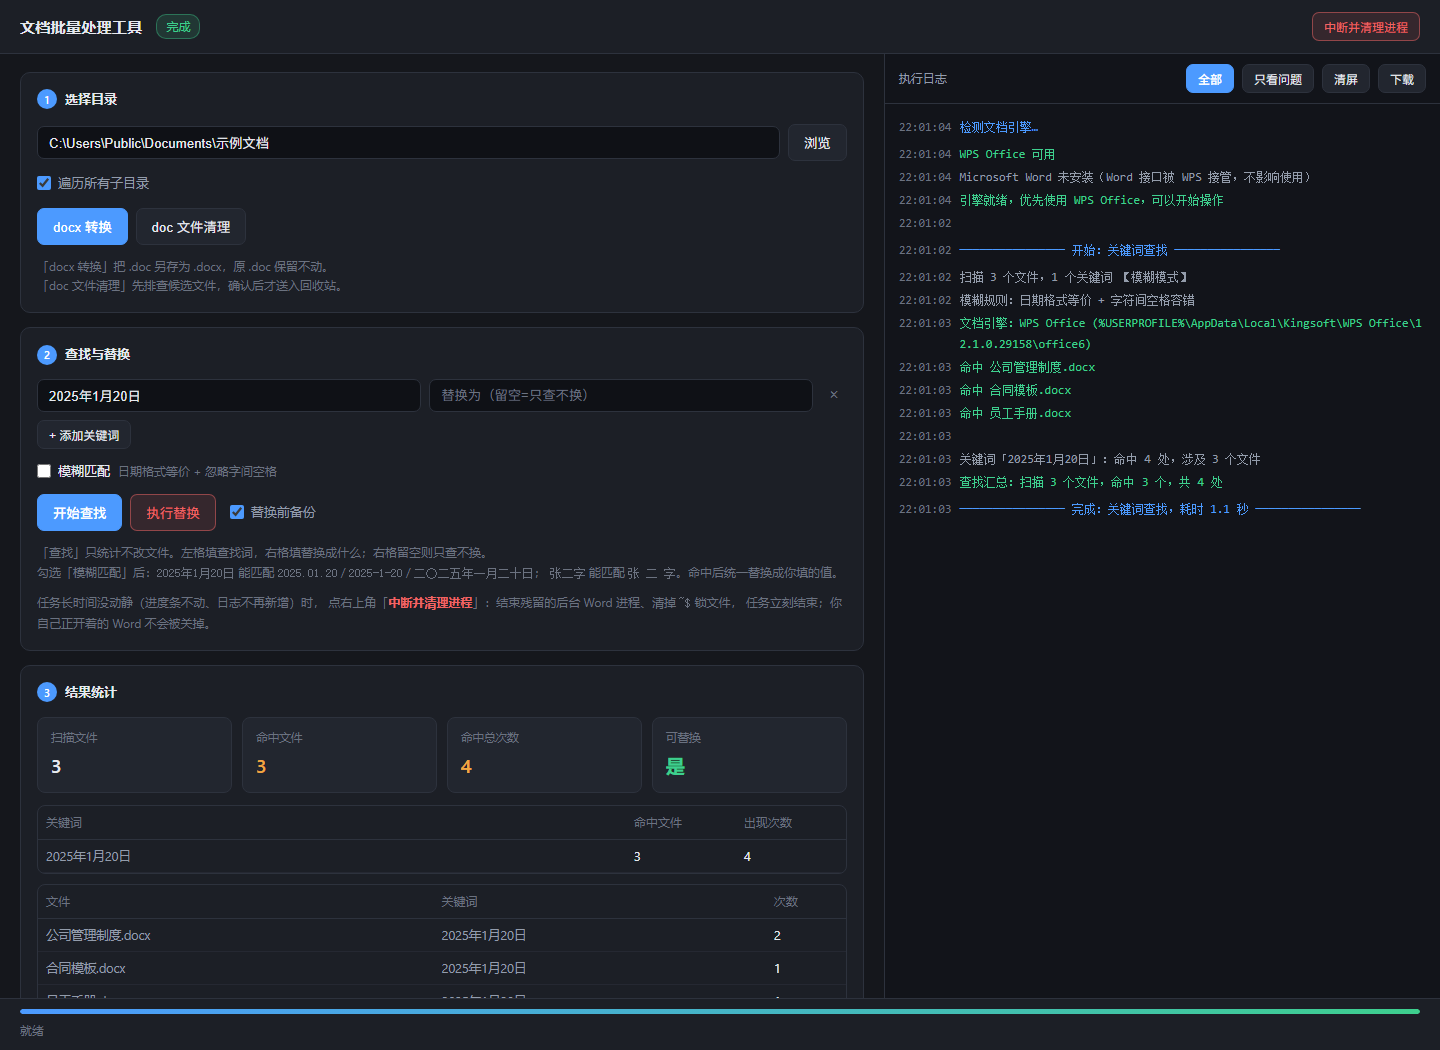 文档批量处理工具 完成
中断并清理进程
1 选择目录
C:\Users\Public\Documents\示例文档 浏览
遍历所有子目录
docx 转换 doc 文件清理
「docx 转换」把 .doc 另存为 .docx，原 .doc 保留不动。
「doc 文件清理」先排查候选文件，确认后才送入回收站。
2 查找与替换
2025年1月20日 替换为（留空=只查不换） ×
+ 添加关键词
模糊匹配 日期格式等价 + 忽略字间空格
开始查找 执行替换 替换前备份
「查找」只统计不改文件。左格填查找词，右格填替换成什么；右格留空则只查不换。
勾选「模糊匹配」后：2025年1月20日 能匹配 2025.01.20 / 2025-1-20 / 二〇二五年一月二十日； 张二字 能匹配 张 二 字。命中后统一替换成你填的值。
任务长时间没动静（进度条不动、日志不再新增）时， 点右上角「中断并清理进程」：结束残留的后台 Word 进程、清掉 ~$ 锁文件， 任务立刻结束；你
自己正开着的 Word 不会被关掉。
3 结果统计
扫描文件 命中文件 命中总次数 可替换
3 3 4 是
关键词 命中文件 出现次数
2025年1月20日 3 4
文件 关键词 次数
公司管理制度.docx 2025年1月20日 2
合同模板.docx 2025年1月20日 1
执行日志 全部 只看问题 清屏 下载
22:01:04 检测文档引擎…
22:01:04 WPS Office 可用
22:01:04 Microsoft Word 未安装（Word 接口被 WPS 接管，不影响使用）
22:01:04 引擎就绪，优先使用 WPS Office，可以开始操作
22:01:02
22:01:02 ──────────────── 开始：关键词查找 ────────────────
22:01:02 扫描 3 个文件，1 个关键词 【模糊模式】
22:01:02 模糊规则：日期格式等价 + 字符间空格容错
22:01:03 文档引擎：WPS Office (%USERPROFILE%\AppData\Local\Kingsoft\WPS Office\1
2.1.0.29158\office6)
22:01:03 命中 公司管理制度.docx
22:01:03 命中 合同模板.docx
22:01:03 命中 员工手册.docx
22:01:03
22:01:03 关键词「2025年1月20日」：命中 4 处，涉及 3 个文件
22:01:03 查找汇总：扫描 3 个文件，命中 3 个，共 4 处
22:01:03 ──────────────── 完成：关键词查找，耗时 1.1 秒 ────────────────
就绪